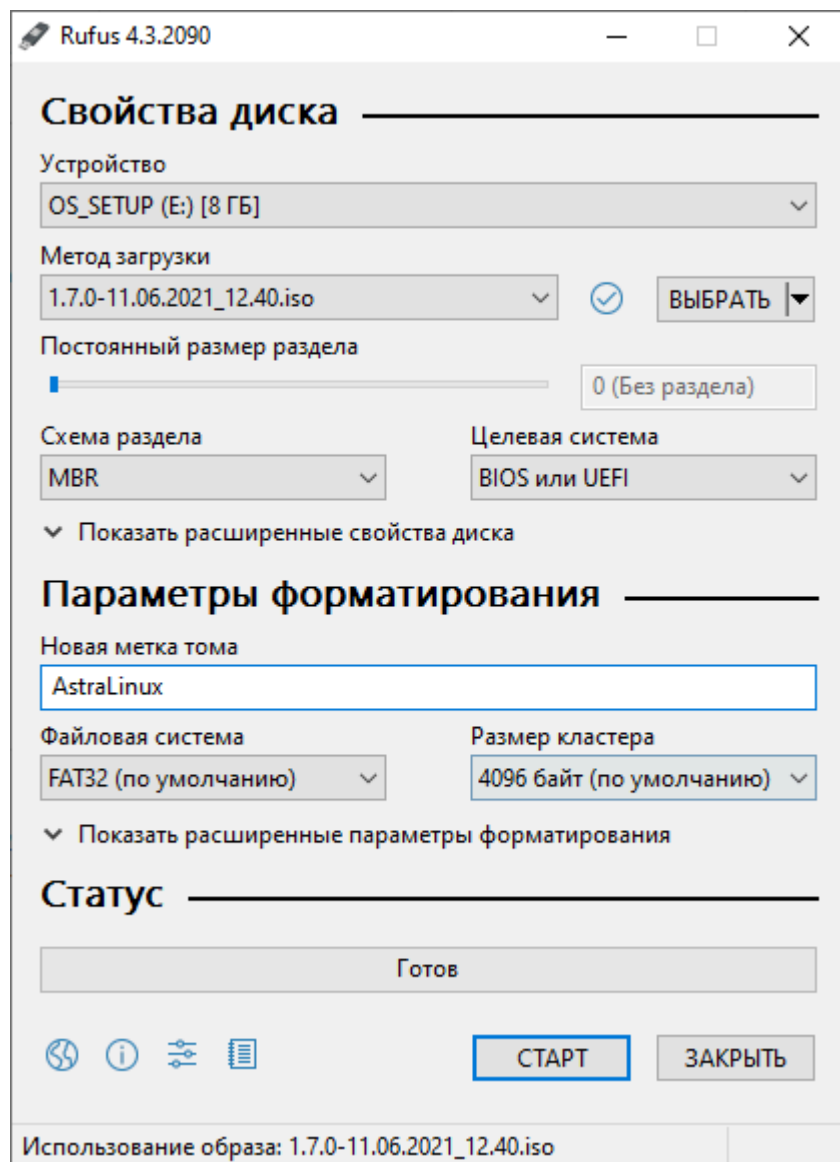 Rufus 4.3.2090
Свойства диска
Устройство
OS_SETUP (E:) [8 ГБ]
Метод загрузки
1.7.0-11.06.2021_12.40.iso
ВЫБРАТЬ
Постоянный размер раздела
0 (Без раздела)
Схема раздела
Целевая система
MBR
BIOS или UEFI
Показать расширенные свойства диска
Параметры форматирования
Новая метка тома
AstraLinux
Файловая система
Размер кластера
FAT32 (по умолчанию)
4096 байт (по умолчанию)
Показать расширенные параметры форматирования
Статус
Готов
СТАРТ
ЗАКРЫТЬ
Использование образа: 1.7.0-11.06.2021_12.40.iso